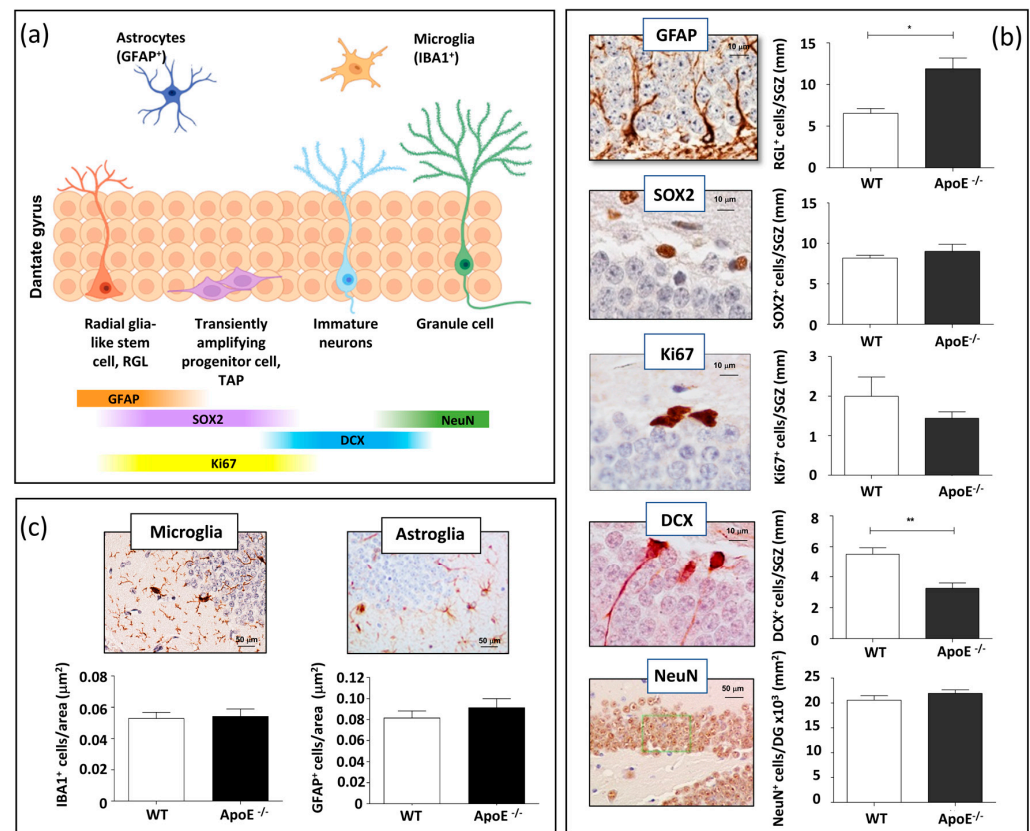 (a)
Astrocytes
(GFAP⁺)
Microglia
(IBA1⁺)
Dantate gyrus
Radial glia-
like stem
cell, RGL
Transiently
amplifying
progenitor cell,
TAP
Immature
neurons
Granule cell
GFAP
SOX2
NeuN
DCX
Ki67
(b)
GFAP
10 μm
RGL⁺ cells/SGZ (mm)
15
10
5
0
*
WT
ApoE⁻/⁻
SOX2
10 μm
SOX2⁺ cells/SGZ (mm)
15
10
5
0
WT
ApoE⁻/⁻
Ki67
10 μm
Ki67⁺ cells/SGZ (mm)
3
2
1
0
WT
ApoE⁻/⁻
DCX
10 μm
DCX⁺ cells/SGZ (mm)
8
6
4
2
0
**
WT
ApoE⁻/⁻
NeuN
50 μm
NeuN⁺ cells/DG x10³ (mm²)
25
20
15
10
5
0
WT
ApoE⁻/⁻
(c)
Microglia
50 μm
IBA1⁺ cells/area (μm²)
0.08
0.06
0.04
0.02
0
WT
ApoE⁻/⁻
Astroglia
50 μm
GFAP⁺ cells/area (μm²)
0.12
0.10
0.08
0.06
0.04
0.02
0
WT
ApoE⁻/⁻